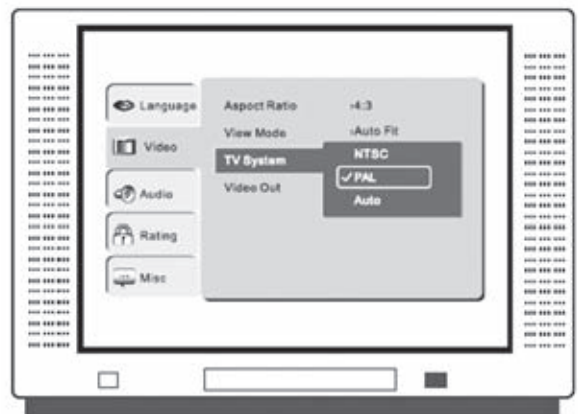 Language
Video
Audio
Rating
Misc
Aspoct Ratio
4:3
View Mode
Auto Fit
TV System
NTSC
PAL
Auto
Video Out